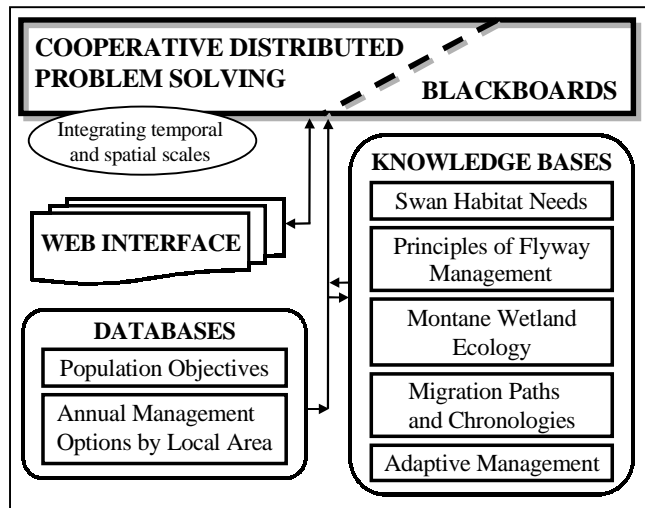 COOPERATIVE DISTRIBUTED
PROBLEM SOLVING
BLACKBOARDS
Integrating temporal
and spatial scales
WEB INTERFACE
DATABASES
Population Objectives
Annual Management
Options by Local Area
KNOWLEDGE BASES
Swan Habitat Needs
Principles of Flyway
Management
Montane Wetland
Ecology
Migration Paths
and Chronologies
Adaptive Management